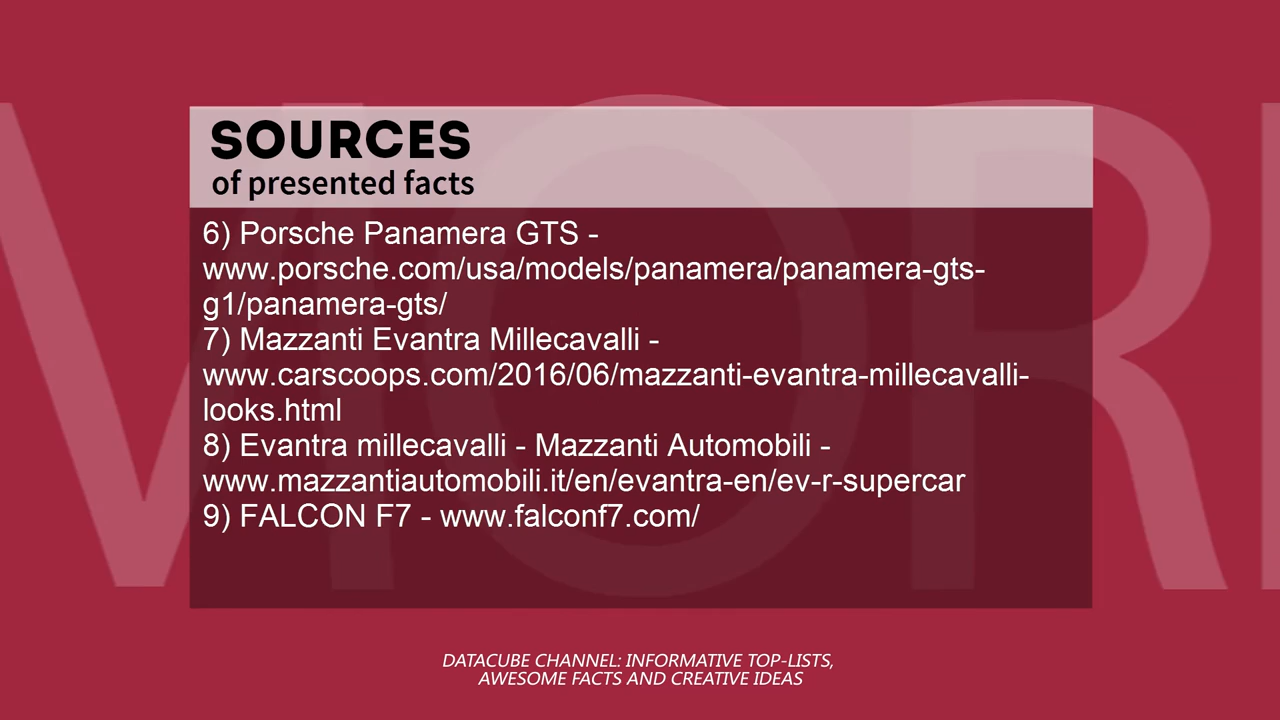 SOURCES
of presented facts
6) Porsche Panamera GTS -
www.porsche.com/usa/models/panamera/panamera-gts-
g1/panamera-gts/
7) Mazzanti Evantra Millecavalli -
www.carscoops.com/2016/06/mazzanti-evantra-millecavalli-
looks.html
8) Evantra millecavalli - Mazzanti Automobili -
www.mazzantiautomobili.it/en/evantra-en/ev-r-supercar
9) FALCON F7 - www.falconf7.com/
DATACUBE CHANNEL: INFORMATIVE TOP-LISTS,
AWESOME FACTS AND CREATIVE IDEAS